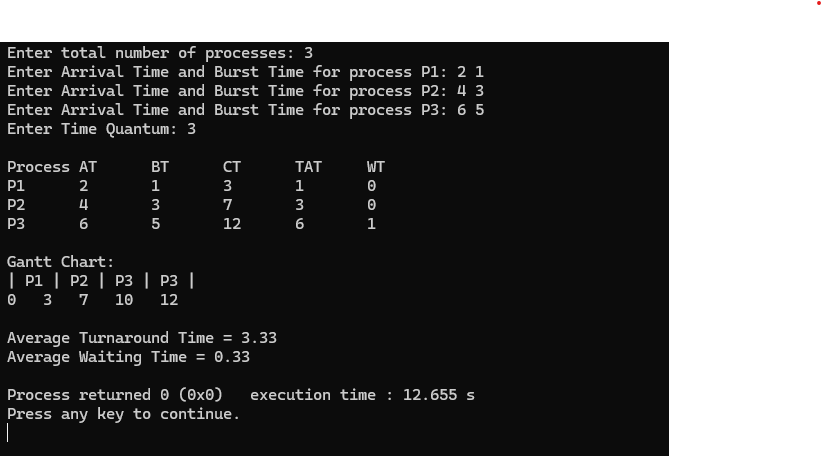 Enter total number of processes: 3
Enter Arrival Time and Burst Time for process P1: 2 1
Enter Arrival Time and Burst Time for process P2: 4 3
Enter Arrival Time and Burst Time for process P3: 6 5
Enter Time Quantum: 3

Process AT      BT      CT      TAT     WT
P1      2       1       3       1       0
P2      4       3       7       3       0
P3      6       5       12      6       1

Gantt Chart:
| P1 | P2 | P3 | P3 |
0   3   7   10   12

Average Turnaround Time = 3.33
Average Waiting Time = 0.33

Process returned 0 (0x0)   execution time : 12.655 s
Press any key to continue.